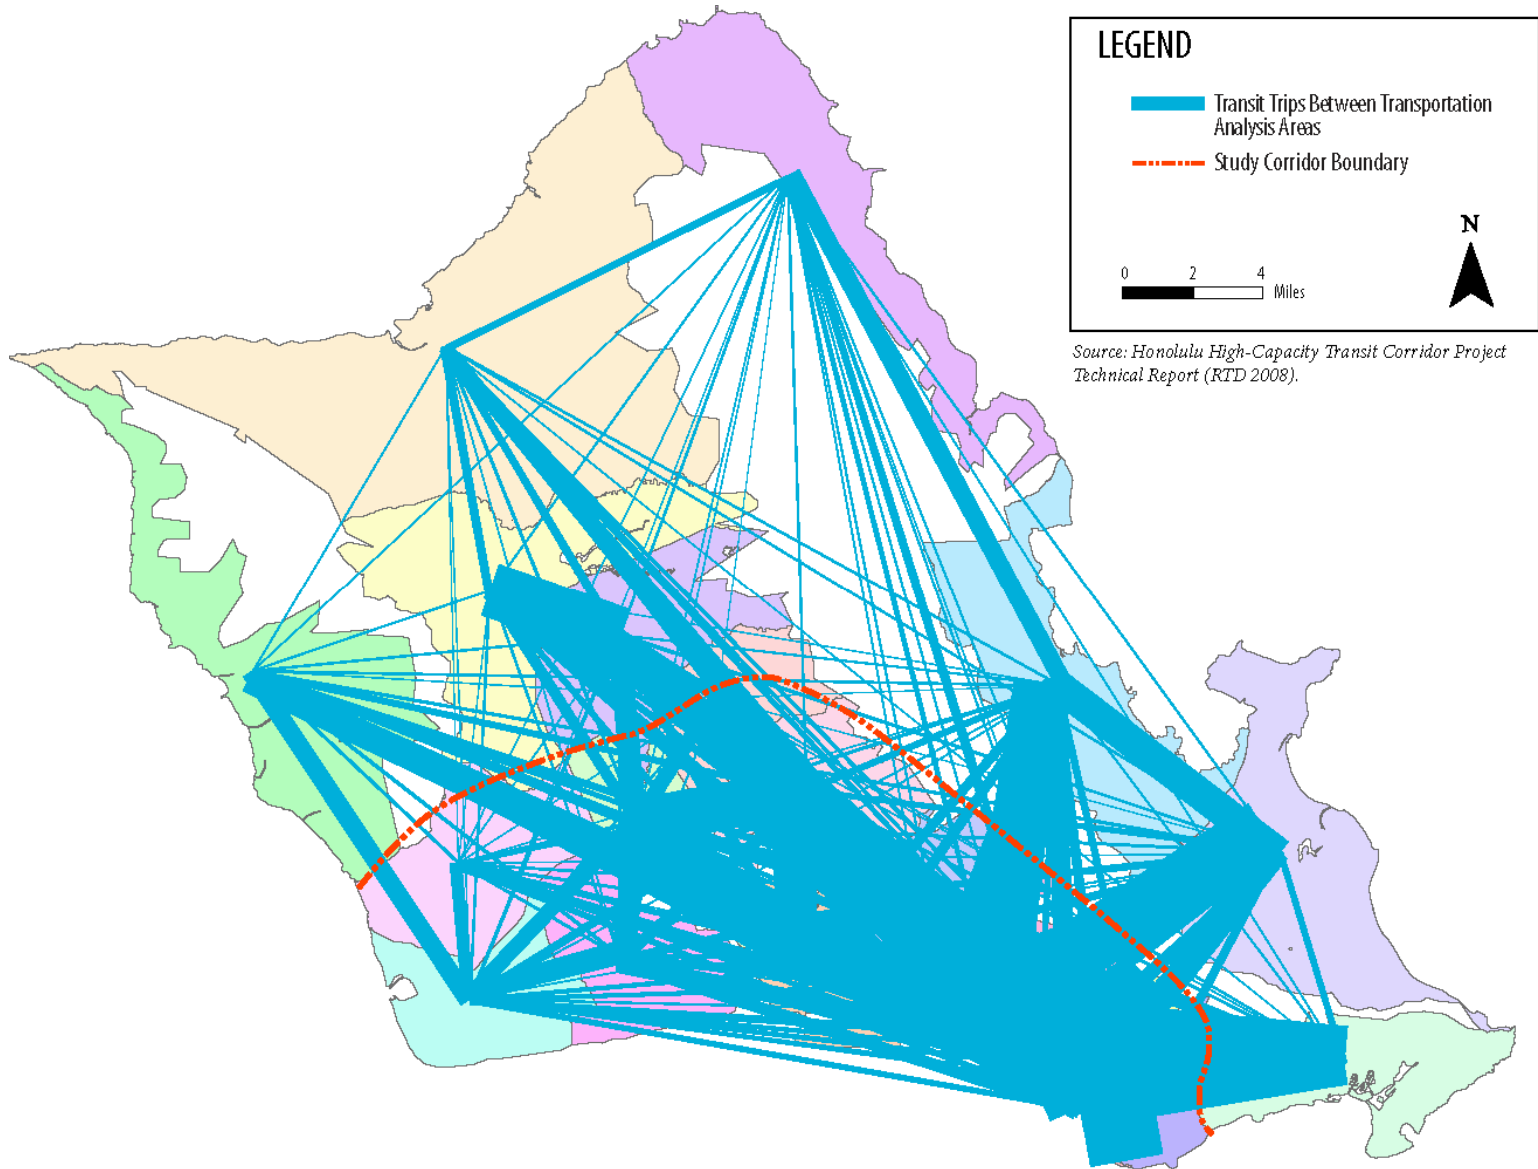 LEGEND
Transit Trips Between Transportation
Analysis Areas
Study Corridor Boundary
N
0 2 4
Miles
Source: Honolulu High-Capacity Transit Corridor Project
Technical Report (RTD 2008).